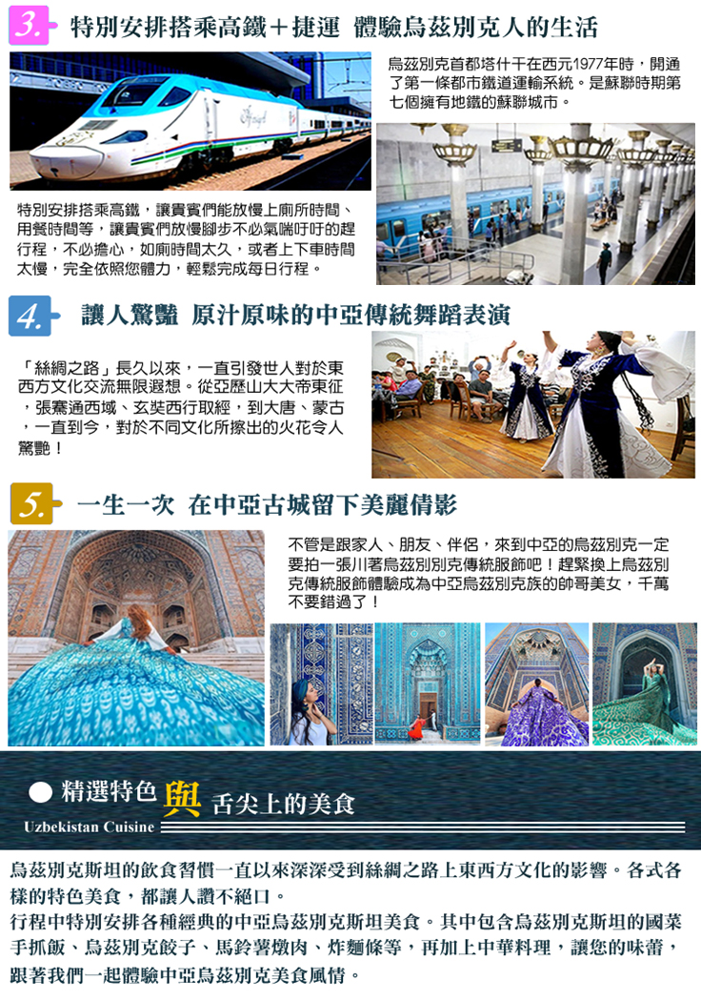 3. 特別安排搭乘高鐵＋捷運 體驗烏茲別克人的生活
烏茲別克首都塔什干在西元1977年時，開通
了第一條都市鐵道運輸系統。是蘇聯時期第
七個擁有地鐵的蘇聯城市。
特別安排搭乘高鐵，讓貴賓們能放慢上廁所時間、
用餐時間等，讓貴賓們放慢腳步不必氣喘吁吁的趕
行程，不必擔心，如廁時間太久，或者上下車時間
太慢，完全依照您體力，輕鬆完成每日行程。
4. 讓人驚豔 原汁原味的中亞傳統舞蹈表演
「絲綢之路」長久以來，一直引發世人對於東
西方文化交流無限遐想。從亞歷山大大帝東征
，張騫通西域、玄奘西行取經，到大唐、蒙古
，一直到今，對於不同文化所擦出的火花令人
驚艷！
5. 一生一次 在中亞古城留下美麗倩影
不管是跟家人、朋友、伴侶，來到中亞的烏茲別克一定
要拍一張川著烏茲別別克傳統服飾吧！趕緊換上烏茲別
克傳統服飾體驗成為中亞烏茲別克族的帥哥美女，千萬
不要錯過了！
● 精選特色與舌尖上的美食
Uzbekistan Cuisine
烏茲別克斯坦的飲食習慣一直以來深深受到絲綢之路上東西方文化的影響。各式各
樣的特色美食，都讓人讚不絕口。
行程中特別安排各種經典的中亞烏茲別克斯坦美食。其中包含烏茲別克斯坦的國菜
手抓飯、烏茲別克餃子、馬鈴薯燉肉、炸麵條等，再加上中華料理，讓您的味蕾，
跟著我們一起體驗中亞烏茲別克美食風情。